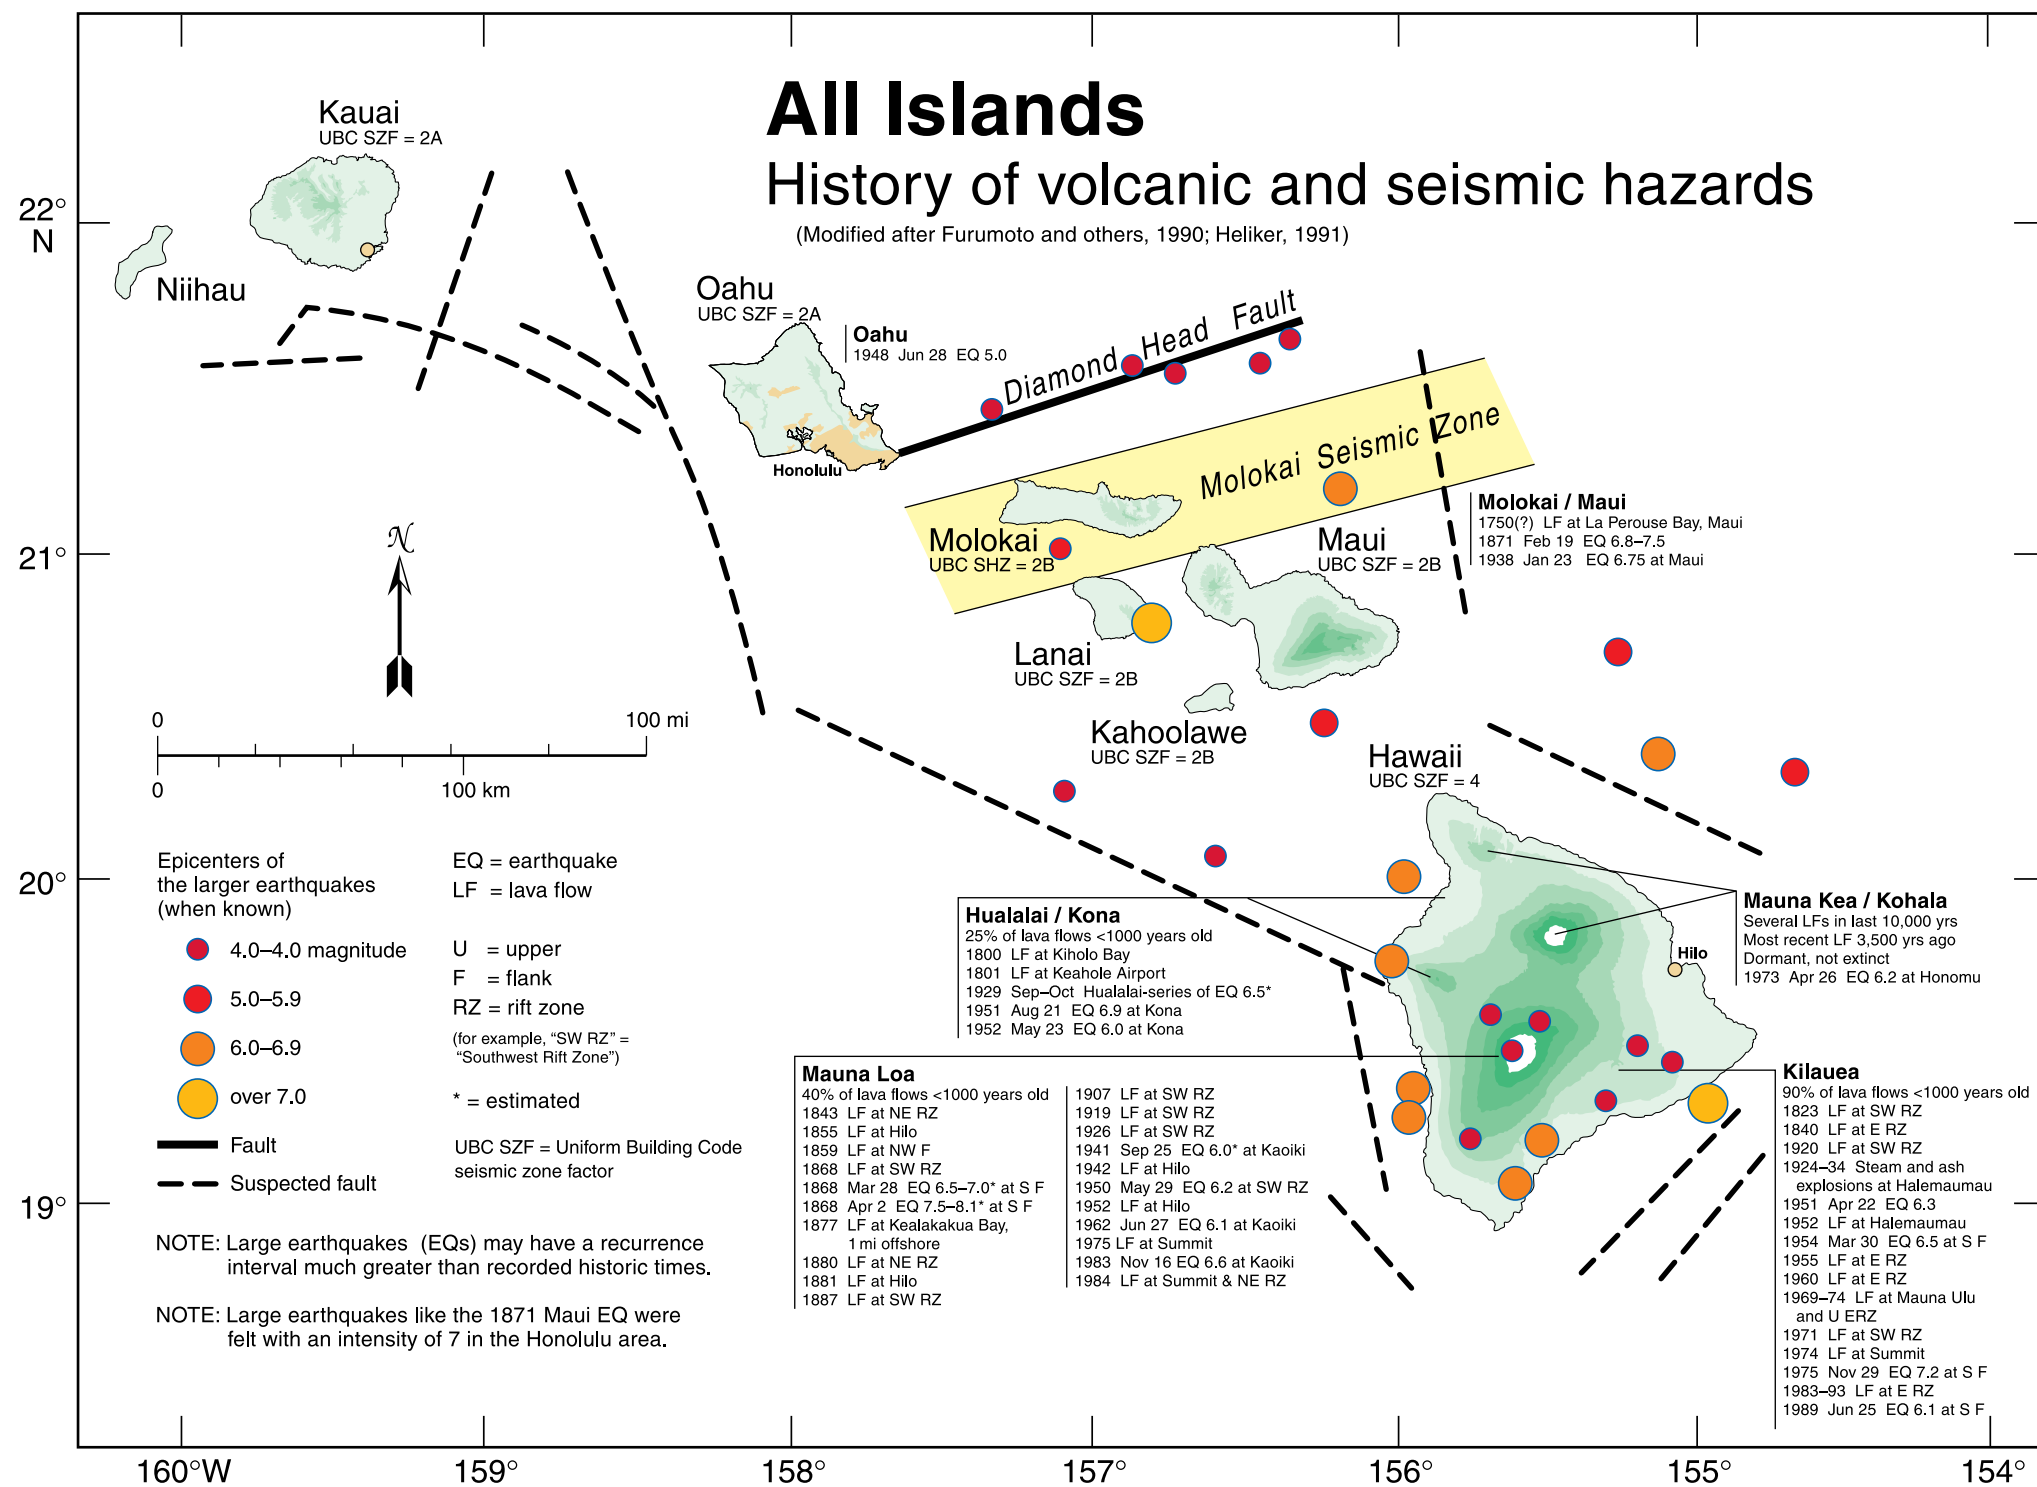 All Islands
History of volcanic and seismic hazards
(Modified after Furumoto and others, 1990; Heliker, 1991)
22°
N
21°
20°
19°
Kauai
UBC SZF = 2A
Niihau
Oahu
UBC SZF = 2A
Oahu
1948 Jun 28 EQ 5.0
Honolulu
Diamond Head Fault
Molokai Seismic Zone
Molokai
UBC SHZ = 2B
Maui
UBC SZF = 2B
Molokai / Maui
1750(?) LF at La Perouse Bay, Maui
1871 Feb 19 EQ 6.8–7.5
1938 Jan 23 EQ 6.75 at Maui
Lanai
UBC SZF = 2B
Kahoolawe
UBC SZF = 2B
Hawaii
UBC SZF = 4
N
0 100 mi
0 100 km
Epicenters of
the larger earthquakes
(when known)
4.0–4.0 magnitude
5.0–5.9
6.0–6.9
over 7.0
Fault
Suspected fault
EQ = earthquake
LF = lava flow
U = upper
F = flank
RZ = rift zone
(for example, “SW RZ” =
“Southwest Rift Zone”)
* = estimated
UBC SZF = Uniform Building Code
seismic zone factor
NOTE: Large earthquakes (EQs) may have a recurrence
interval much greater than recorded historic times.
NOTE: Large earthquakes like the 1871 Maui EQ were
felt with an intensity of 7 in the Honolulu area.
Hualalai / Kona
25% of lava flows <1000 years old
1800 LF at Kiholo Bay
1801 LF at Keahole Airport
1929 Sep–Oct Hualalai-series of EQ 6.5*
1951 Aug 21 EQ 6.9 at Kona
1952 May 23 EQ 6.0 at Kona
Mauna Kea / Kohala
Several LFs in last 10,000 yrs
Most recent LF 3,500 yrs ago
Dormant, not extinct
1973 Apr 26 EQ 6.2 at Honomu
Hilo
Mauna Loa
40% of lava flows <1000 years old
1843 LF at NE RZ
1855 LF at Hilo
1859 LF at NW F
1868 LF at SW RZ
1868 Mar 28 EQ 6.5–7.0* at S F
1868 Apr 2 EQ 7.5–8.1* at S F
1877 LF at Kealakakua Bay,
1 mi offshore
1880 LF at NE RZ
1881 LF at Hilo
1887 LF at SW RZ
1907 LF at SW RZ
1919 LF at SW RZ
1926 LF at SW RZ
1941 Sep 25 EQ 6.0* at Kaoiki
1942 LF at Hilo
1950 May 29 EQ 6.2 at SW RZ
1952 LF at Hilo
1962 Jun 27 EQ 6.1 at Kaoiki
1975 LF at Summit
1983 Nov 16 EQ 6.6 at Kaoiki
1984 LF at Summit & NE RZ
Kilauea
90% of lava flows <1000 years old
1823 LF at SW RZ
1840 LF at E RZ
1920 LF at SW RZ
1924–34 Steam and ash
explosions at Halemaumau
1951 Apr 22 EQ 6.3
1952 LF at Halemaumau
1954 Mar 30 EQ 6.5 at S F
1955 LF at E RZ
1960 LF at E RZ
1969–74 LF at Mauna Ulu
and U ERZ
1971 LF at SW RZ
1974 LF at Summit
1975 Nov 29 EQ 7.2 at S F
1983–93 LF at E RZ
1989 Jun 25 EQ 6.1 at S F
160°W 159° 158° 157° 156° 155° 154°